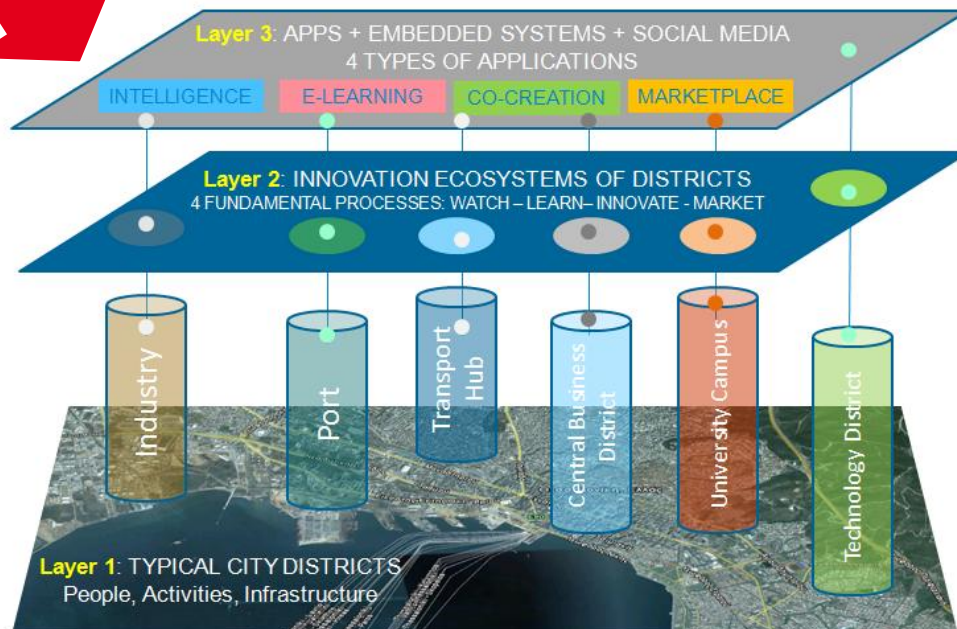 Layer 3: APPS + EMBEDDED SYSTEMS + SOCIAL MEDIA
4 TYPES OF APPLICATIONS
INTELLIGENCE
E-LEARNING
CO-CREATION
MARKETPLACE
Layer 2: INNOVATION ECOSYSTEMS OF DISTRICTS
4 FUNDAMENTAL PROCESSES: WATCH – LEARN– INNOVATE - MARKET
Industry
Port
Transport
Hub
Central Business
District
University Campus
Technology District
Layer 1: TYPICAL CITY DISTRICTS
People, Activities, Infrastructure